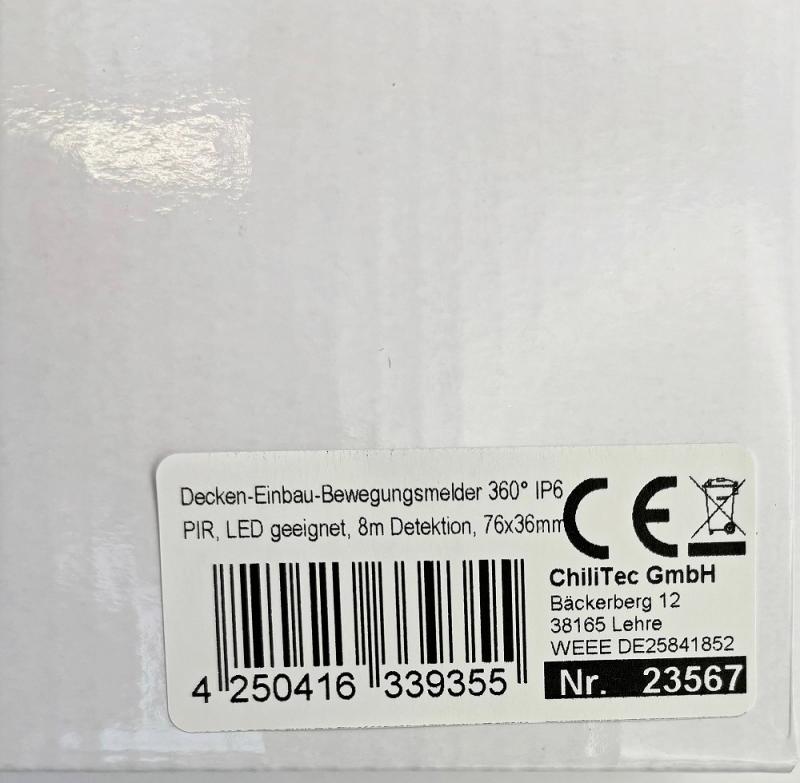 Decken-Einbau-Bewegungsmelder 360° IP6
PIR, LED geeignet, 8m Detektion, 76x36mm
CE
ChiliTec GmbH
Bäckerberg 12
38165 Lehre
WEEE DE25841852
Nr. 23567
4 250416 339355